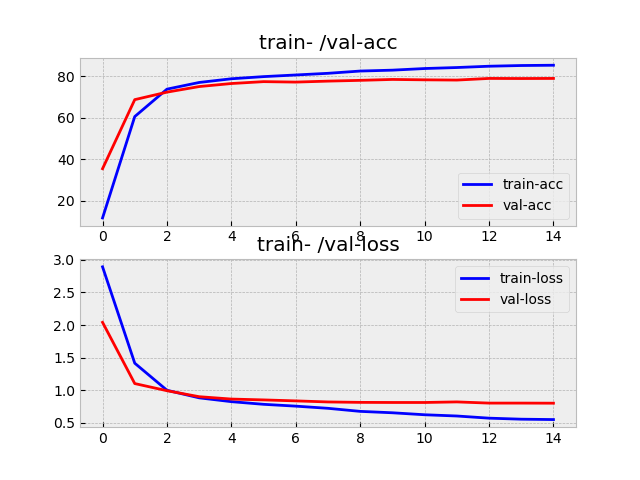 train- /val-acc
80
60
40
20
train-acc
val-acc
0 2 4 6 8 10 12 14
train- /val-loss
3.0
2.5
2.0
1.5
1.0
0.5
train-loss
val-loss
0 2 4 6 8 10 12 14